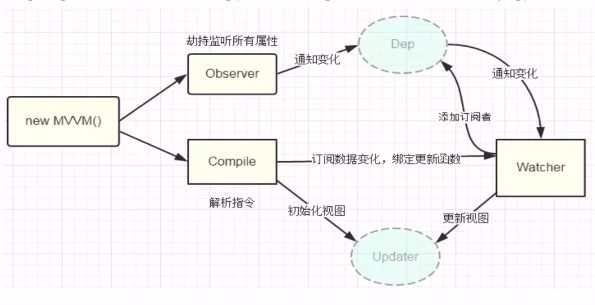 劫持监听所有属性
Dep
Observer
通知变化
通知变化
new MVVM()
添加订阅者
Compile
订阅数据变化，绑定更新函数
Watcher
解析指令
初始化视图
更新视图
Updater